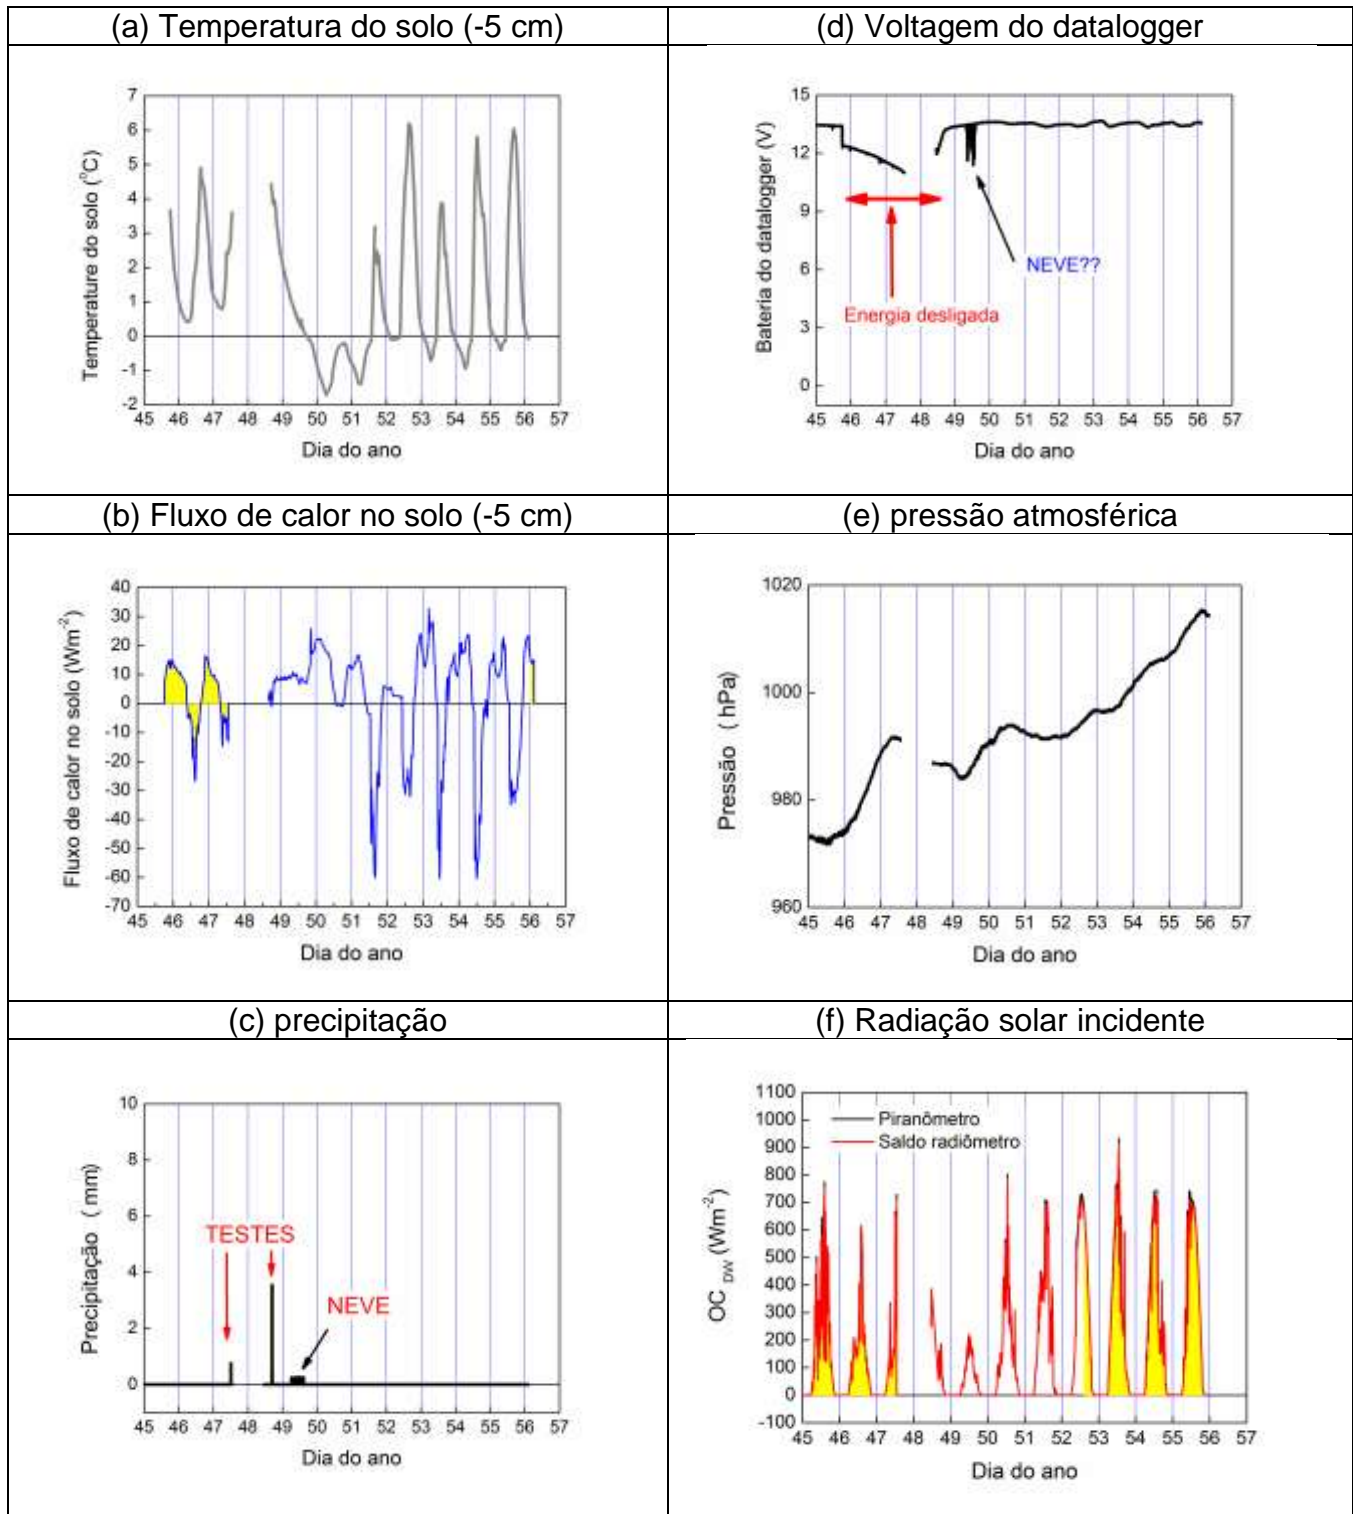 (a) Temperatura do solo (-5 cm)
(d) Voltagem do datalogger
7
6
5
4
3
2
1
0
-1
-2
Temperature do solo (°C)
45 46 47 48 49 50 51 52 53 54 55 56 57
Dia do ano
15
12
9
6
3
0
Bateria do datalogger (V)
NEVE??
Energia desligada
45 46 47 48 49 50 51 52 53 54 55 56 57
Dia do ano
(b) Fluxo de calor no solo (-5 cm)
(e) pressão atmosférica
40
30
20
10
0
-10
-20
-30
-40
-50
-60
-70
Fluxo de calor no solo (Wm⁻²)
45 46 47 48 49 50 51 52 53 54 55 56 57
Dia do ano
1020
1000
980
960
Pressão ( hPa)
45 46 47 48 49 50 51 52 53 54 55 56 57
Dia do ano
(c) precipitação
(f) Radiação solar incidente
10
8
6
4
2
0
Precipitação ( mm)
TESTES
NEVE
45 46 47 48 49 50 51 52 53 54 55 56 57
Dia do ano
1100
1000
900
800
700
600
500
400
300
200
100
0
-100
OC DW (Wm⁻²)
Piranômetro
Saldo radiômetro
45 46 47 48 49 50 51 52 53 54 55 56 57
Dia do ano